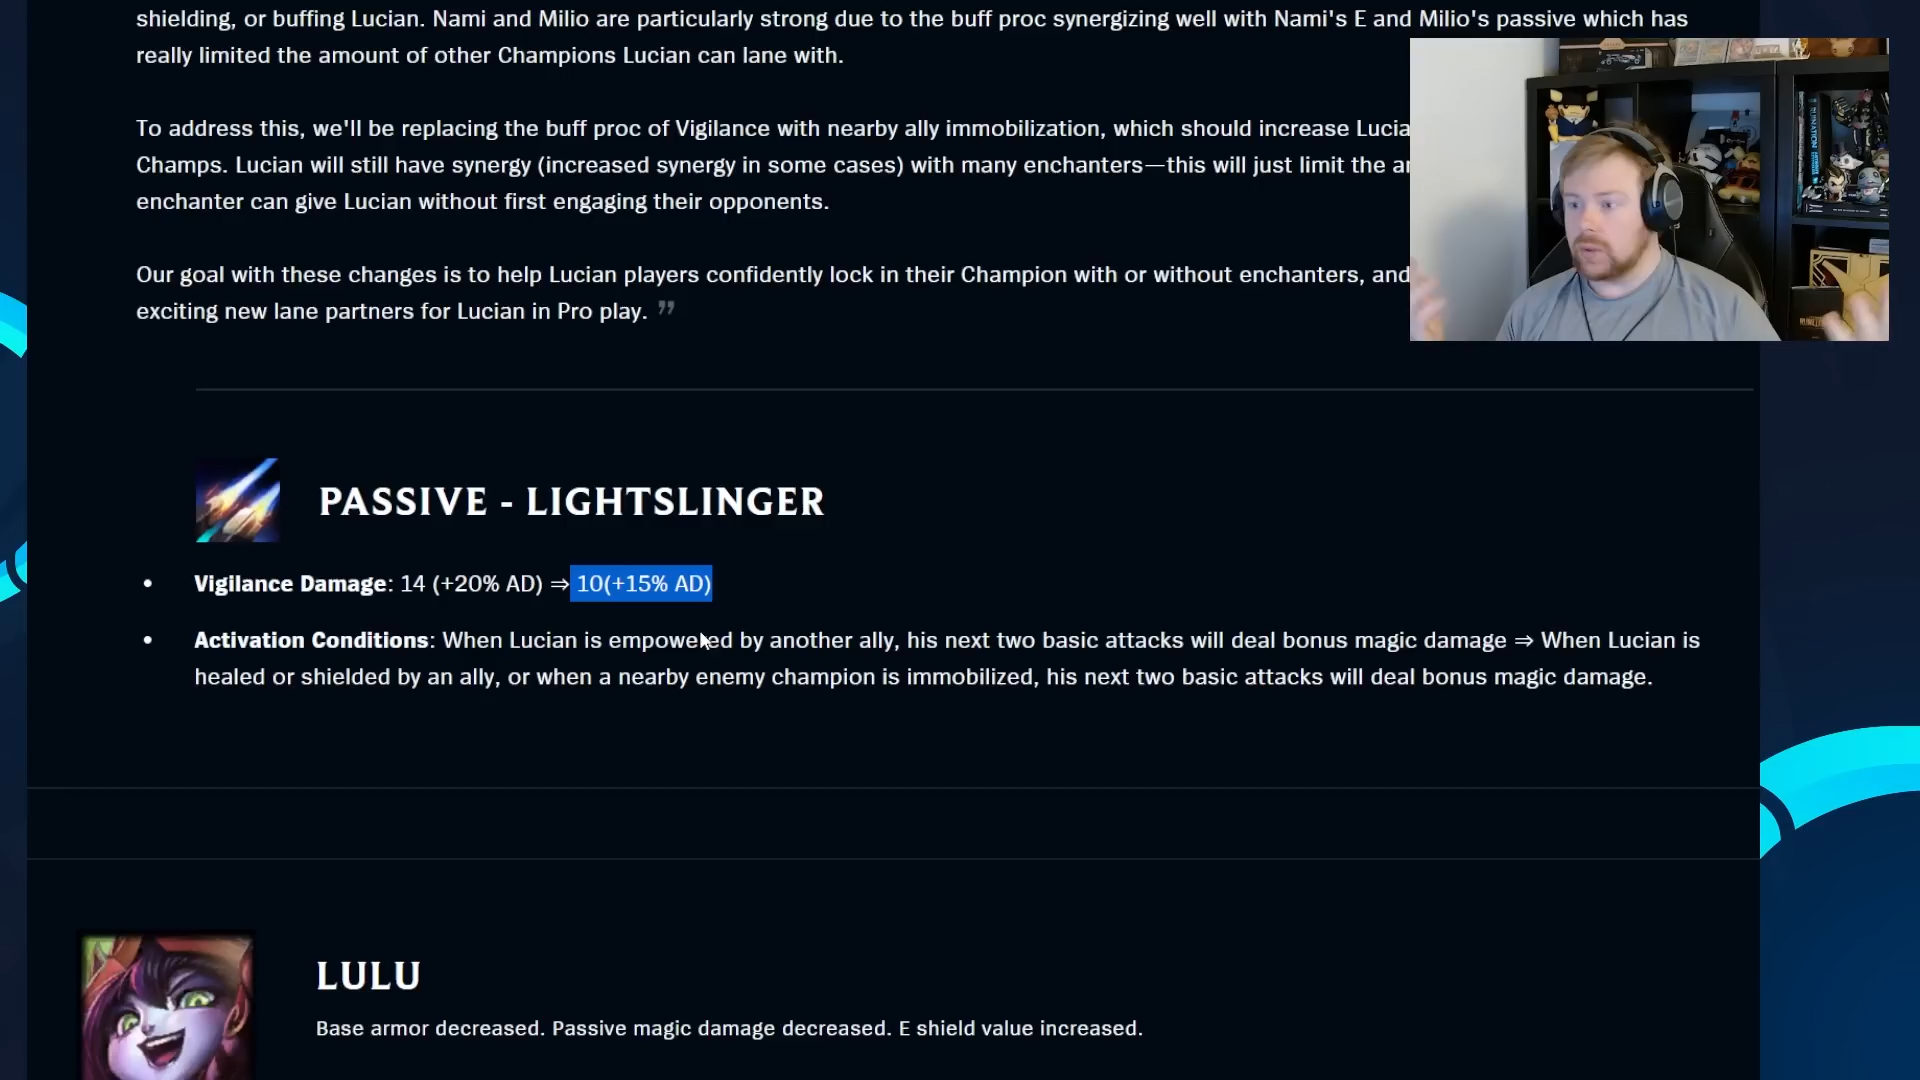 shielding, or buffing Lucian. Nami and Milio are particularly strong due to the buff proc synergizing well with Nami's E and Milio's passive which has
really limited the amount of other Champions Lucian can lane with.
To address this, we'll be replacing the buff proc of Vigilance with nearby ally immobilization, which should increase
Champs. Lucian will still have synergy (increased synergy in some cases) with many enchanters—this will just limit the
enchanter can give Lucian without first engaging their opponents.
Our goal with these changes is to help Lucian players confidently lock in their Champion with or without enchanters, and
exciting new lane partners for Lucian in Pro play. ”
PASSIVE - LIGHTSLINGER
• Vigilance Damage: 14 (+20% AD) ⇒ 10(+15% AD)
• Activation Conditions: When Lucian is empowered by another ally, his next two basic attacks will deal bonus magic damage ⇒ When Lucian is
healed or shielded by an ally, or when a nearby enemy champion is immobilized, his next two basic attacks will deal bonus magic damage.
LULU
Base armor decreased. Passive magic damage decreased. E shield value increased.